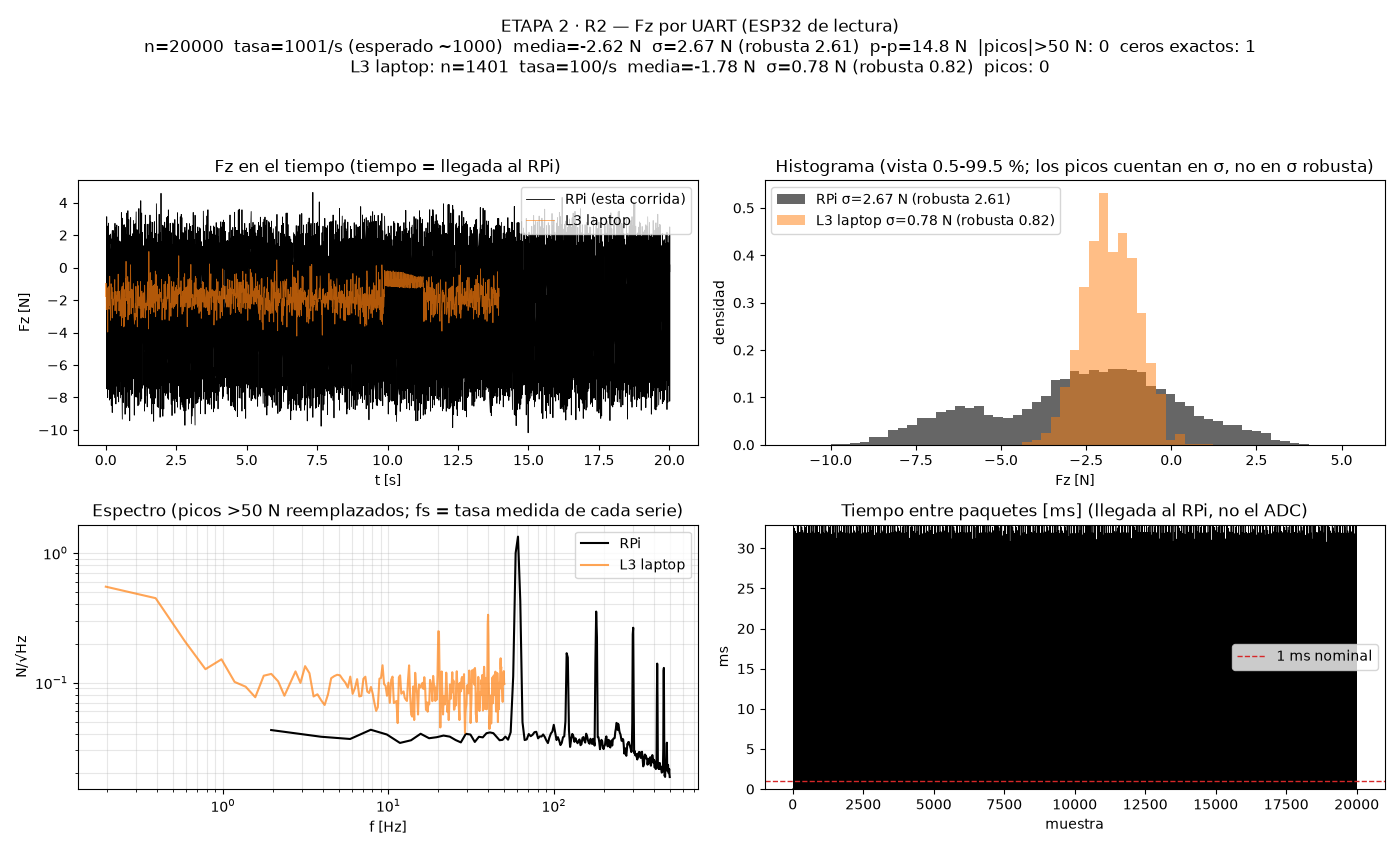 ETAPA 2 · R2 — Fz por UART (ESP32 de lectura)
n=20000 tasa=1001/s (esperado ~1000) media=-2.62 N σ=2.67 N (robusta 2.61) p-p=14.8 N |picos|>50 N: 0 ceros exactos: 1
L3 laptop: n=1401 tasa=100/s media=-1.78 N σ=0.78 N (robusta 0.82) picos: 0
Fz en el tiempo (tiempo = llegada al RPi)
RPi (esta corrida)
L3 laptop
Fz [N]
4
2
0
−2
−4
−6
−8
−10
0.0 2.5 5.0 7.5 10.0 12.5 15.0 17.5 20.0
t [s]
Histograma (vista 0.5-99.5 %; los picos cuentan en σ, no en σ robusta)
RPi σ=2.67 N (robusta 2.61)
L3 laptop σ=0.78 N (robusta 0.82)
densidad
0.5
0.4
0.3
0.2
0.1
0.0
−10.0 −7.5 −5.0 −2.5 0.0 2.5 5.0
Fz [N]
Espectro (picos >50 N reemplazados; fs = tasa medida de cada serie)
RPi
L3 laptop
N/√Hz
10⁰
10⁻¹
10⁰ 10¹ 10²
f [Hz]
Tiempo entre paquetes [ms] (llegada al RPi, no el ADC)
1 ms nominal
ms
30
25
20
15
10
5
0
0 2500 5000 7500 10000 12500 15000 17500 20000
muestra